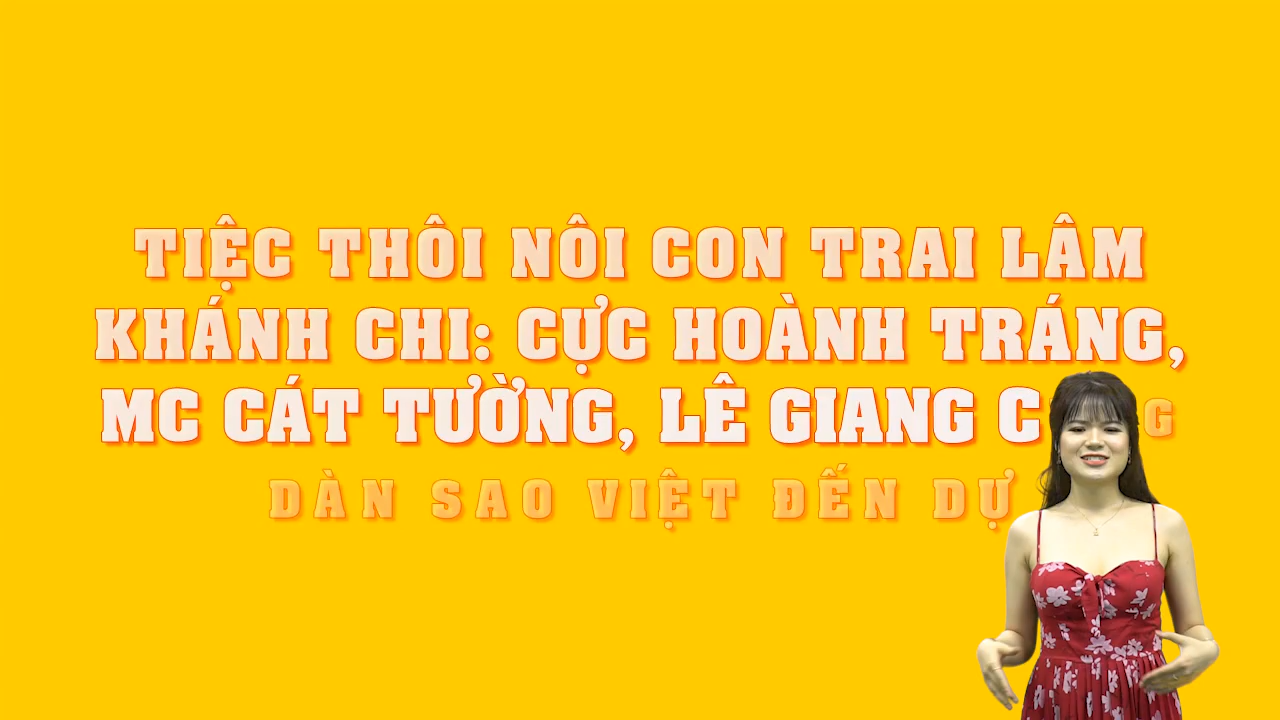 TIỆC THÔI NÔI CON TRAI LÂM
KHÁNH CHI: CỰC HOÀNH TRÁNG,
MC CÁT TƯỜNG, LÊ GIANG
DÀN SAO VIỆT ĐẾN DỰ